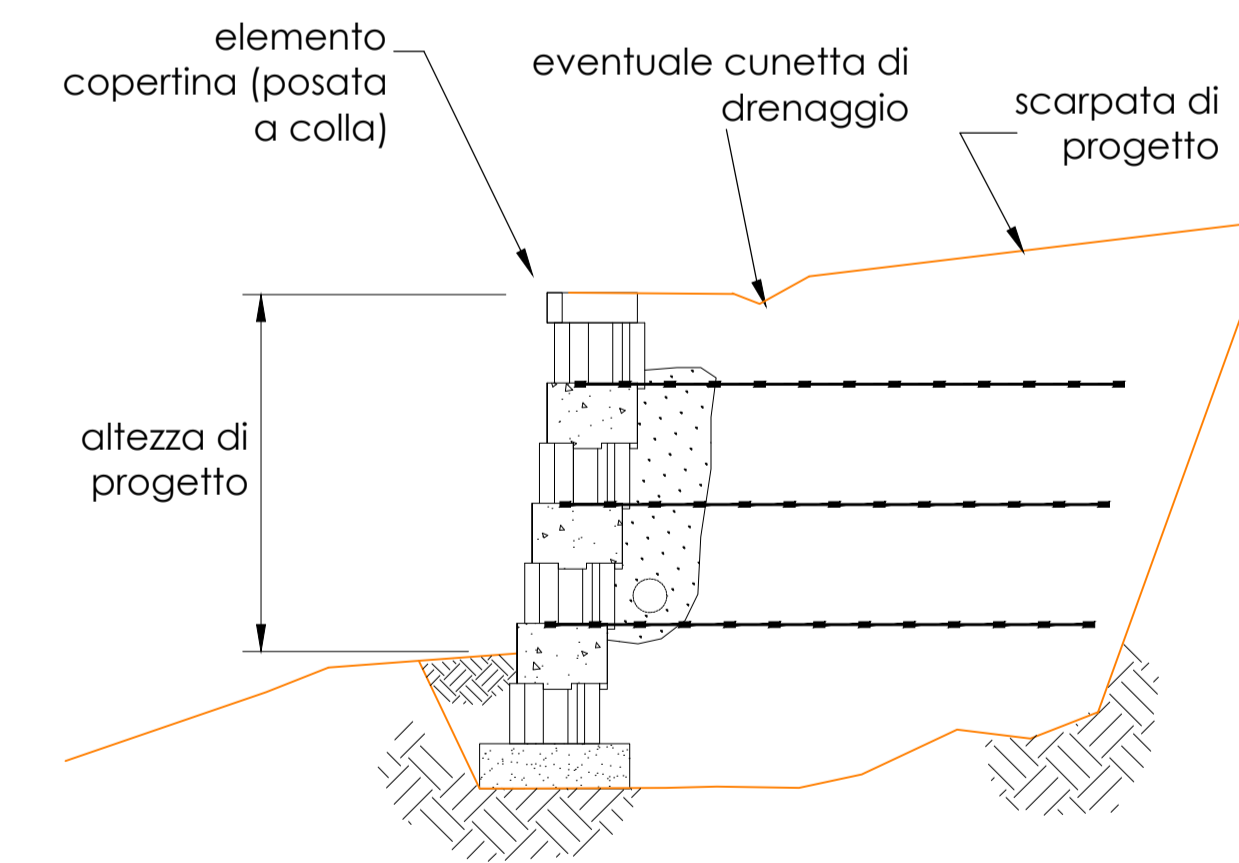 elemento
copertina (posata
a colla)
eventuale cunetta di
drenaggio
scarpata di
progetto
altezza di
progetto